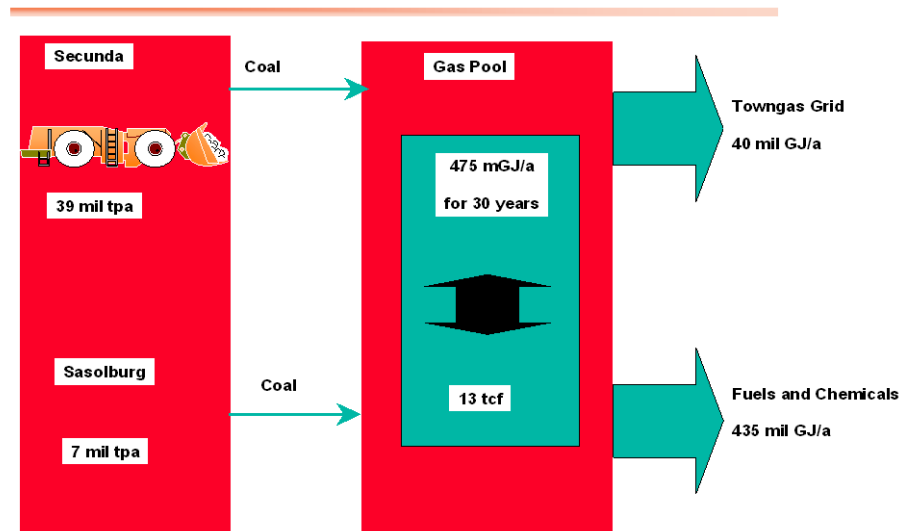 Secunda
Coal
Gas Pool
Towngas Grid
40 mil GJ/a
475 mGJ/a
for 30 years
39 mil tpa
Sasolburg
Coal
13 tcf
Fuels and Chemicals
435 mil GJ/a
7 mil tpa